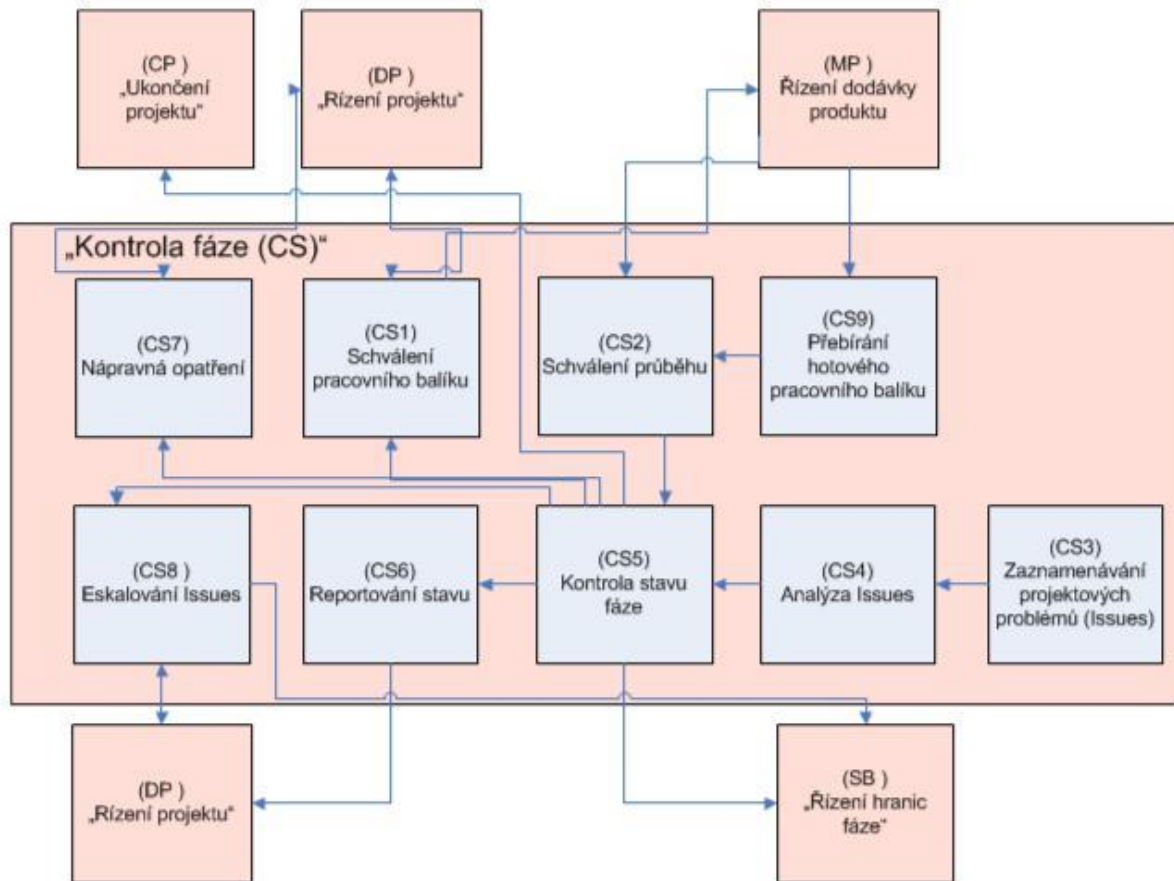 (CP )
„Ukončení
projektu“
(DP )
„Rízení projektu“
(MP )
Řízení dodávky
produktu
„Kontrola fáze (CS)“
(CS7)
Nápravná opatření
(CS1)
Schválení
pracovního balíku
(CS2)
Schválení průběhu
(CS9)
Přebírání
hotového
pracovního balíku
(CS8 )
Eskalování Issues
(CS6)
Reportování stavu
(CS5)
Kontrola stavu
fáze
(CS4)
Analýza Issues
(CS3)
Zaznamenávání
projektových
problémů (Issues)
(DP )
„Rízení projektu“
(SB )
„Řízení hranic
fáze“